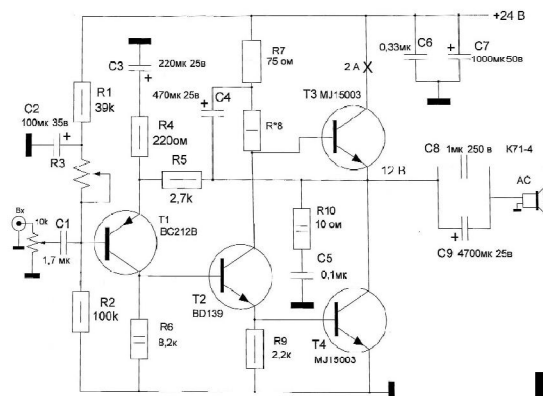 +24 В
C3
220мк 25в
R7
75 ом
0,33мк
C6
C7
1000мк50в
2 A
470мк 25в
C4
T3 MJ15003
R1
39k
C2
100мк 35в
R4
220ом
R*8
R3
R5
2,7k
12 В
C8
1мк 250 в
K71-4
Вх
10k
C1
1,7 мк
T1
BC212B
R10
10 ом
АС
C9
4700мк 25в
C5
0,1мк
R2
100k
T2
BD139
R6
8,2к
R9
2,2к
T4
MJ15003